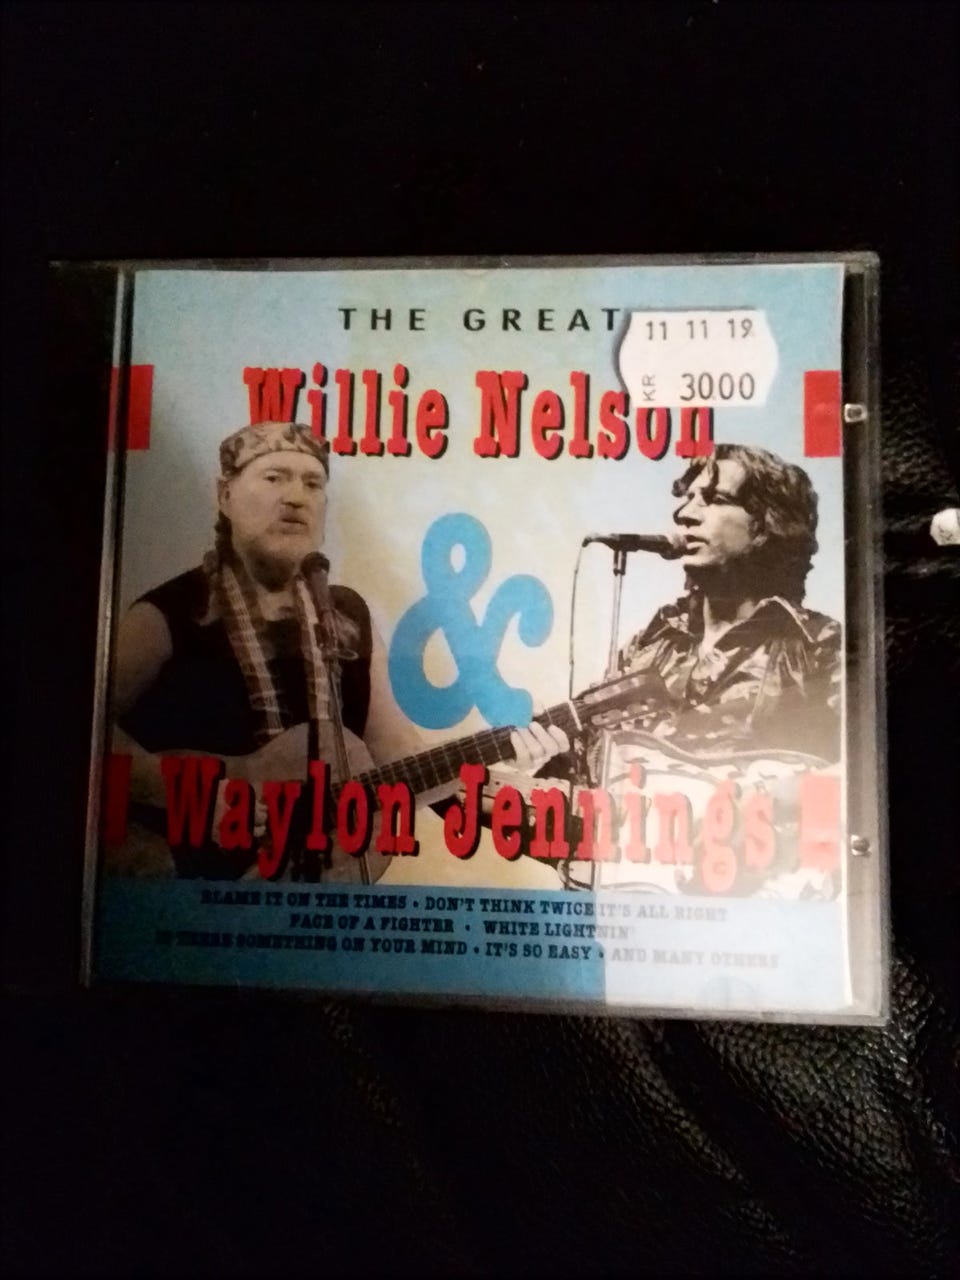 THE GREAT
11 11 19
KR 3000
Willie Nelson
&
Waylon Jennings
BLAME IT ON THE TIMES • DON'T THINK TWICE IT'S ALL RIGHT
FACE OF A FIGHTER • WHITE LIGHTNIN'
IS THERE SOMETHING ON YOUR MIND • IT'S SO EASY • AND MANY OTHERS